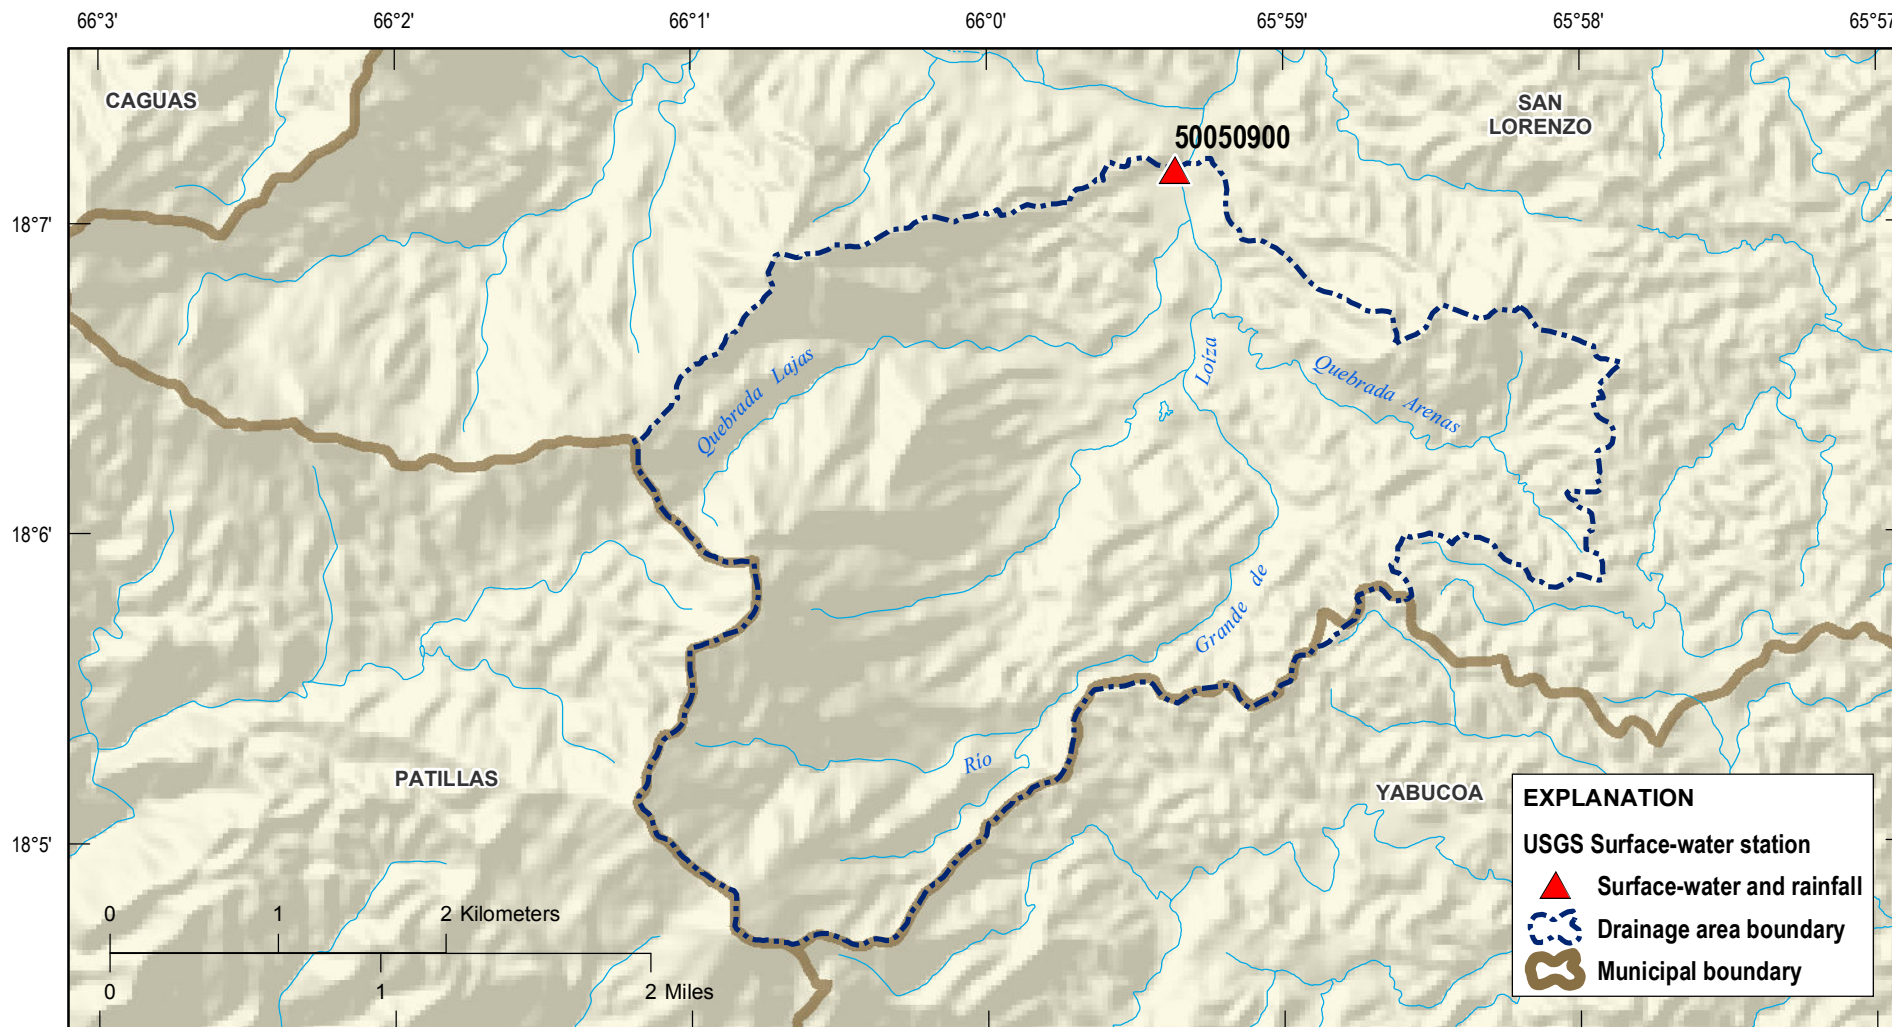 66°3'
66°2'
66°1'
66°0'
65°59'
65°58'
65°57
CAGUAS
SAN
LORENZO
50050900
18°7'
Loíza
Quebrada Lajas
Quebrada Arenas
18°6'
Grande de
Río
PATILLAS
YABUCOA
18°5'
EXPLANATION
USGS Surface-water station
Surface-water and rainfall
Drainage area boundary
Municipal boundary
0 1 2 Kilometers
0 1 2 Miles